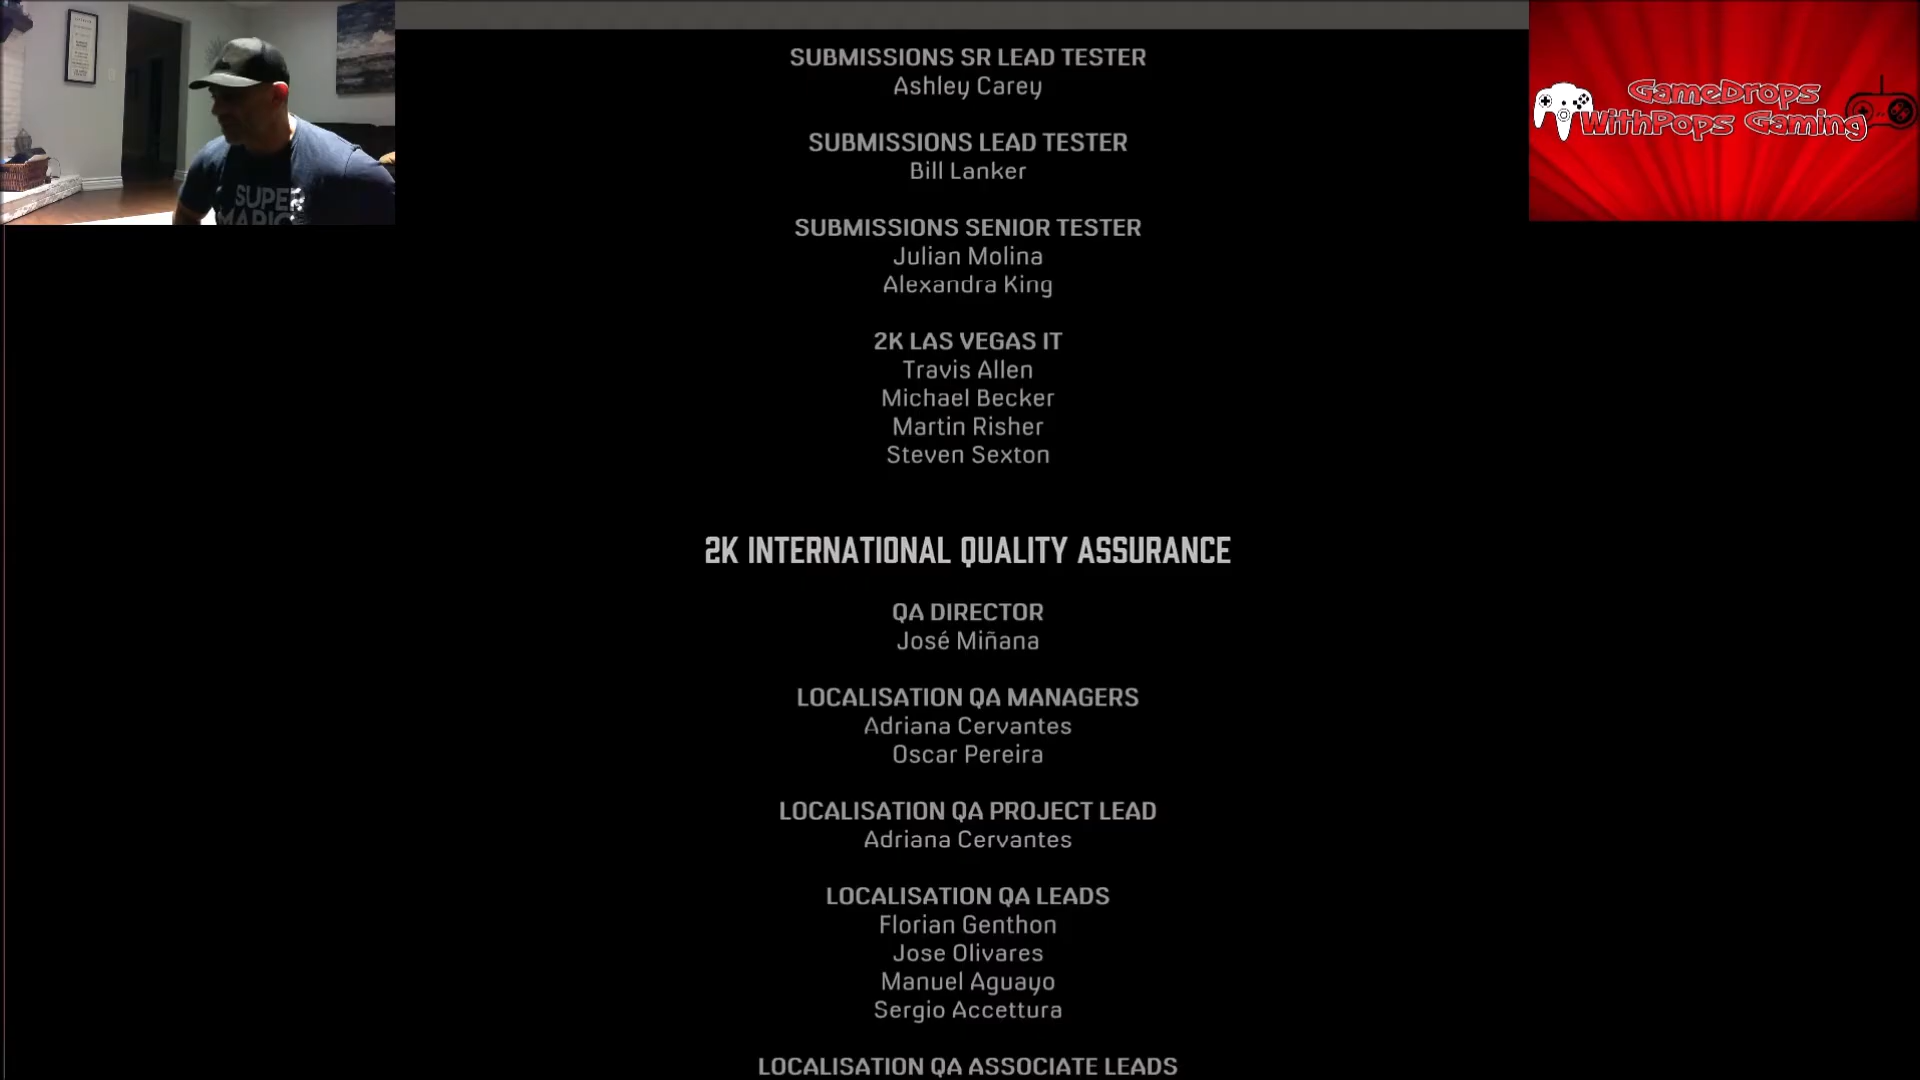 SUBMISSIONS SR LEAD TESTER
Ashley Carey
SUBMISSIONS LEAD TESTER
Bill Lanker
SUBMISSIONS SENIOR TESTER
Julian Molina
Alexandra King
2K LAS VEGAS IT
Travis Allen
Michael Becker
Martin Risher
Steven Sexton
2K INTERNATIONAL QUALITY ASSURANCE
QA DIRECTOR
José Miñana
LOCALISATION QA MANAGERS
Adriana Cervantes
Oscar Pereira
LOCALISATION QA PROJECT LEAD
Adriana Cervantes
LOCALISATION QA LEADS
Florian Genthon
Jose Olivares
Manuel Aguayo
Sergio Accettura
LOCALISATION QA ASSOCIATE LEADS
GameDrops
WithPops Gaming
SUPER
MARIO